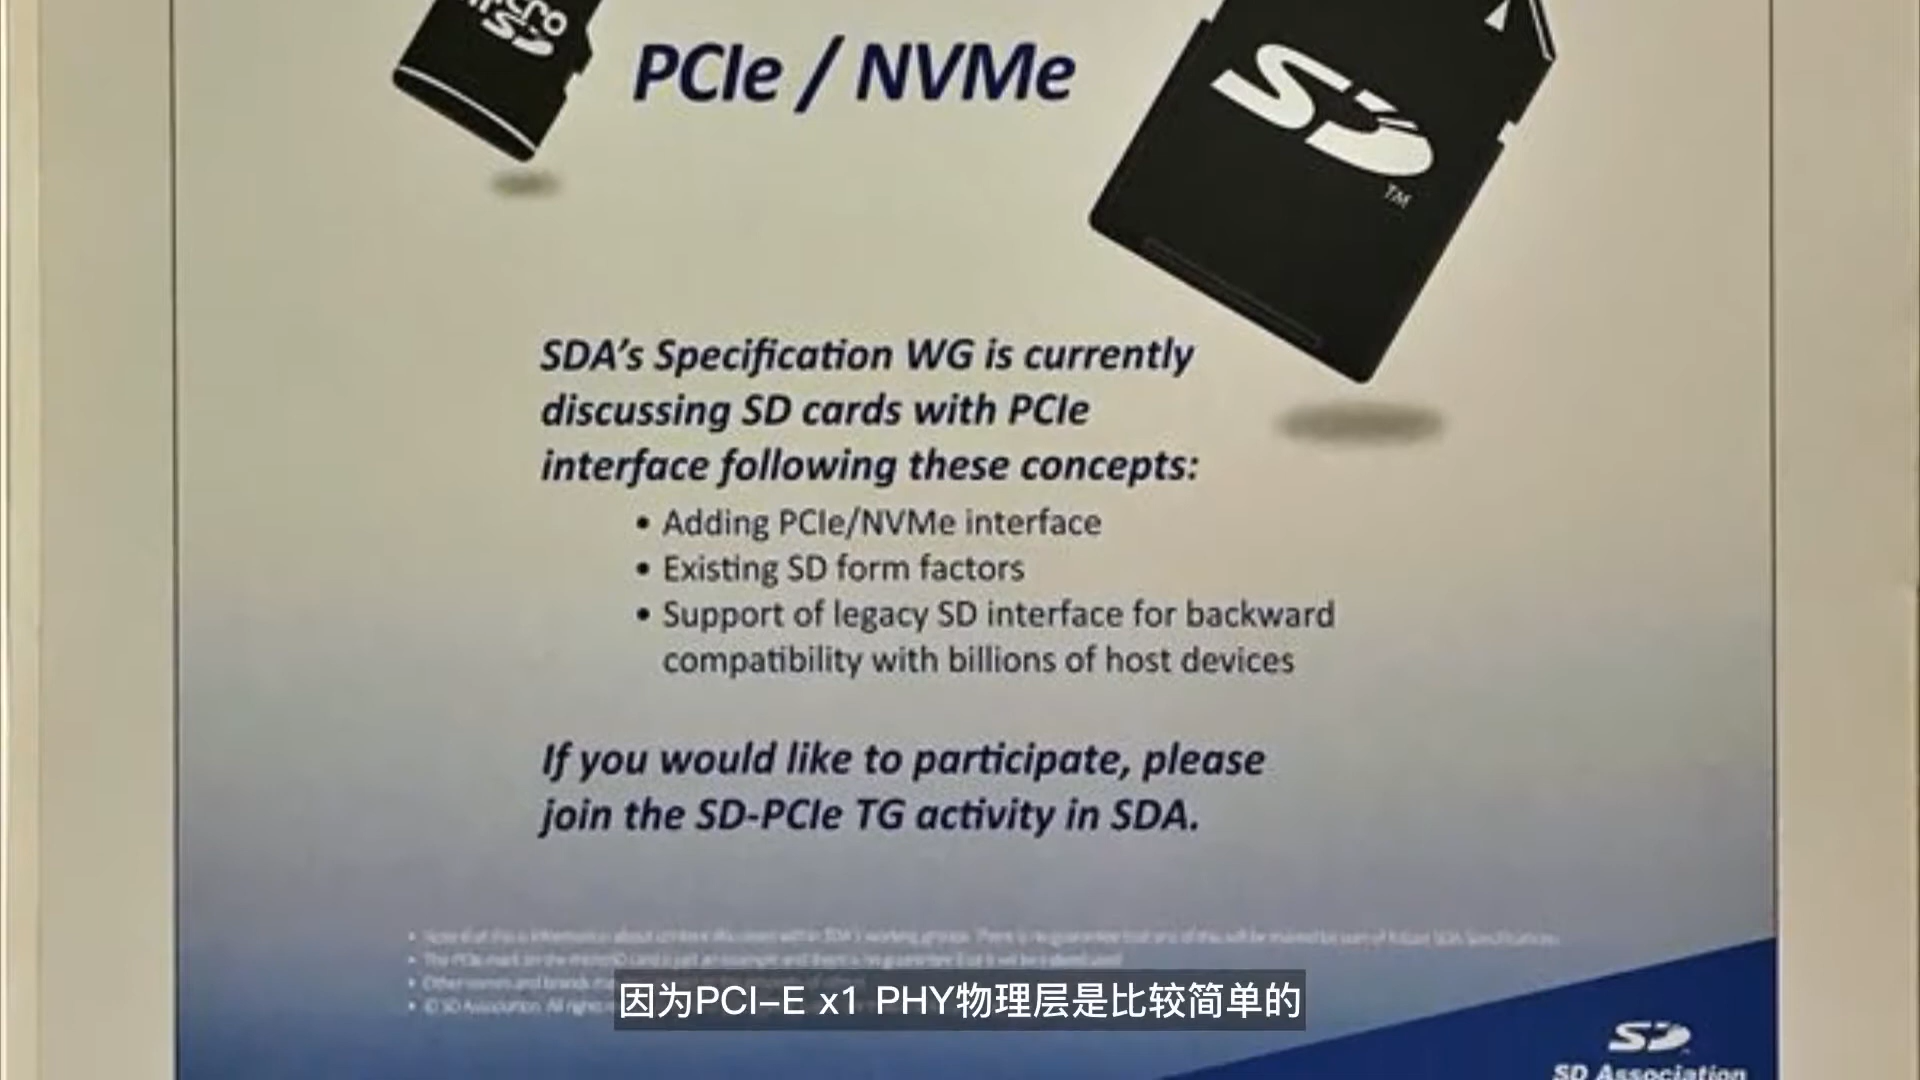 micro
SD
PCIe / NVMe
SD
TM
SDA's Specification WG is currently
discussing SD cards with PCIe
interface following these concepts:
• Adding PCIe/NVMe interface
• Existing SD form factors
• Support of legacy SD interface for backward
compatibility with billions of host devices
If you would like to participate, please
join the SD-PCIe TG activity in SDA.
• © SD Association. All rights
因为PCI-E x1 PHY物理层是比较简单的
SD
SD Association